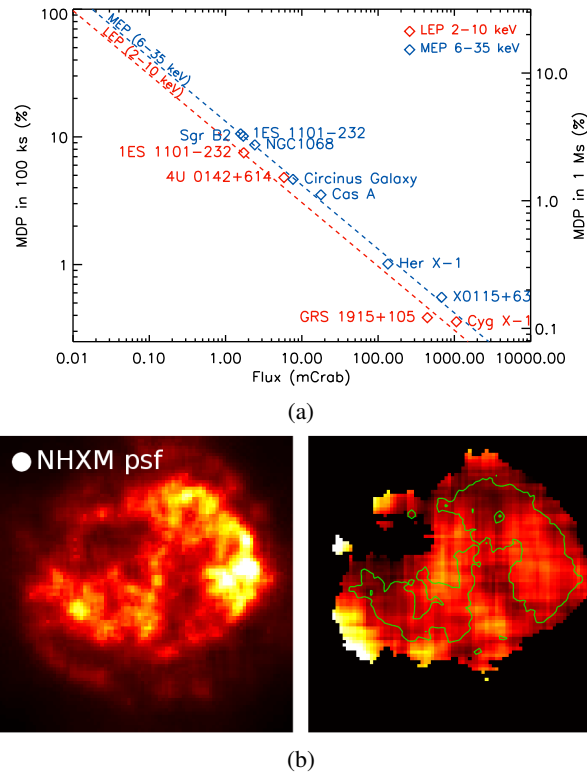 (a)
100
10
1
MDP in 100 ks (%)
10.0
1.0
0.1
MDP in 1 Ms (%)
MEP (6–35 keV)
LEP (2–10 keV)
LEP 2–10 keV
MEP 6–35 keV
Sgr B2
1ES 1101-232
NGC1068
1ES 1101-232
4U 0142+614
Circinus Galaxy
Cas A
Her X-1
X0115+63
GRS 1915+105
Cyg X-1
0.01 0.10 1.00 10.00 100.00 1000.00 10000.00
Flux (mCrab)
(a)
NHXM psf
(b)